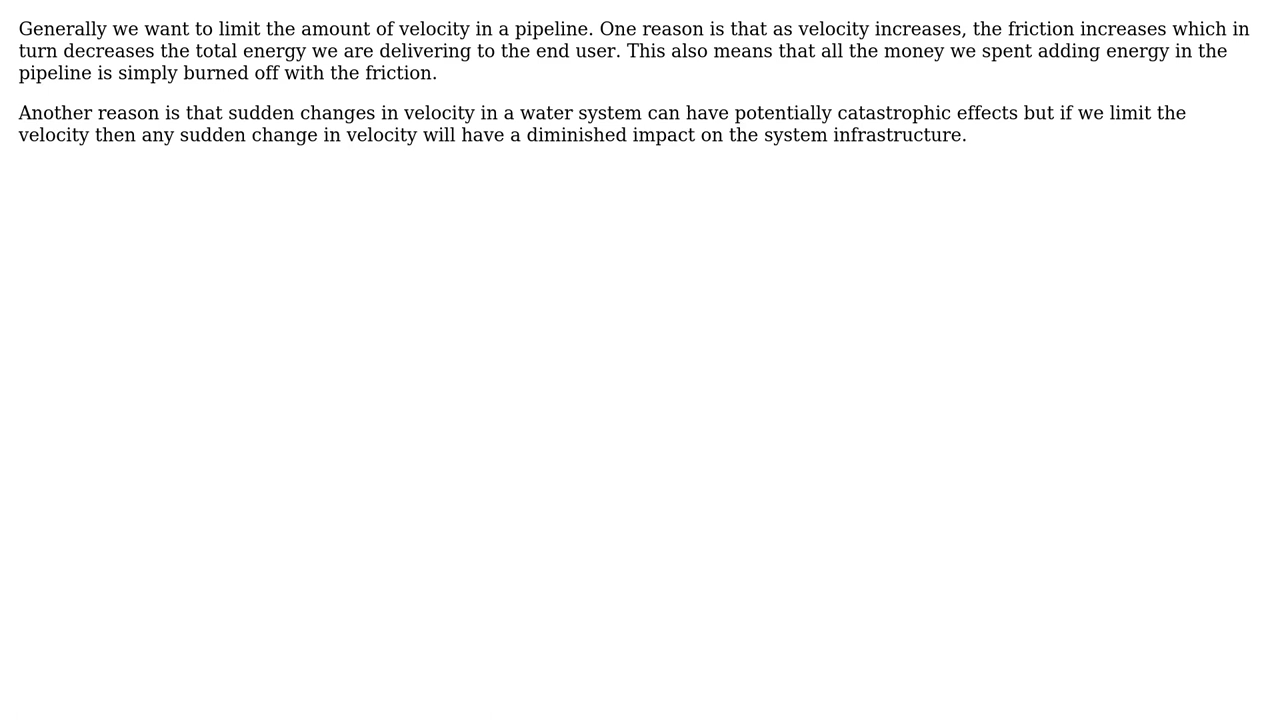 Generally we want to limit the amount of velocity in a pipeline. One reason is that as velocity increases, the friction increases which in
turn decreases the total energy we are delivering to the end user. This also means that all the money we spent adding energy in the
pipeline is simply burned off with the friction.
Another reason is that sudden changes in velocity in a water system can have potentially catastrophic effects but if we limit the
velocity then any sudden change in velocity will have a diminished impact on the system infrastructure.